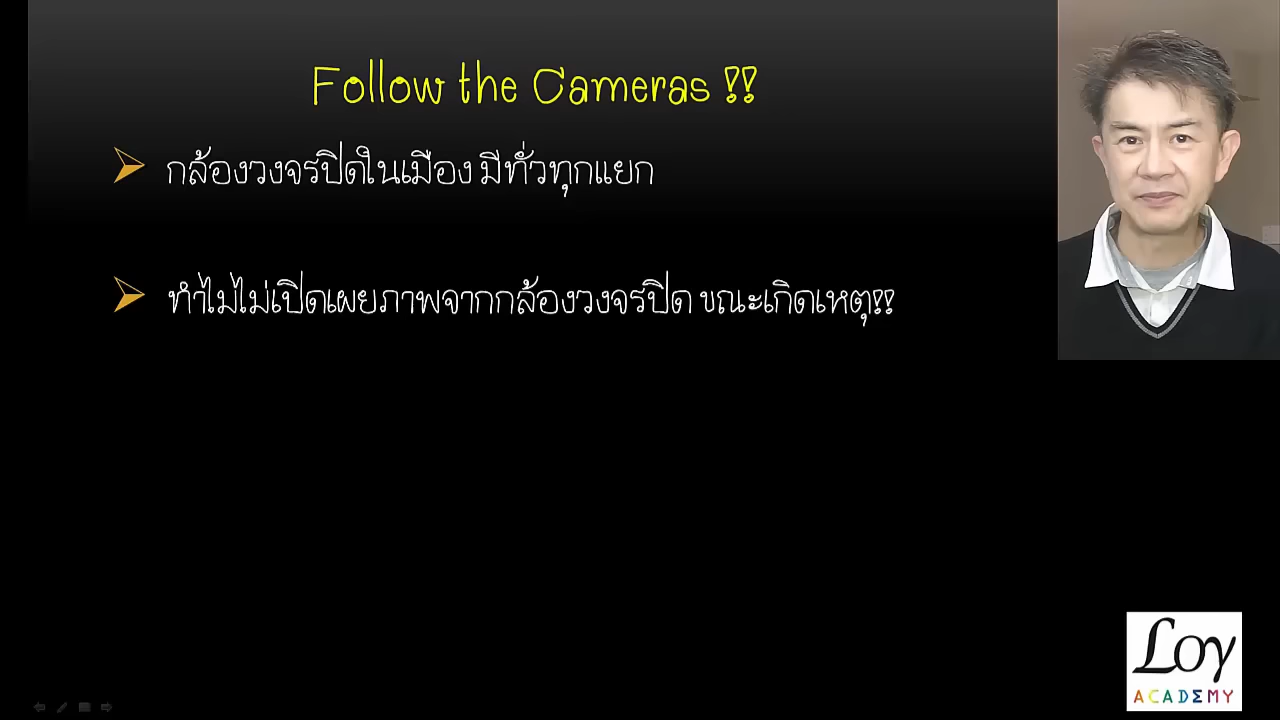 Follow the Cameras !!
กล้องวงจรปิดในเมือง มีทั่วทุกแยก
ทำไมไม่เปิดเผยภาพจากกล้องวงจรปิด ขณะเกิดเหตุ!!
Loy
ACADEMY